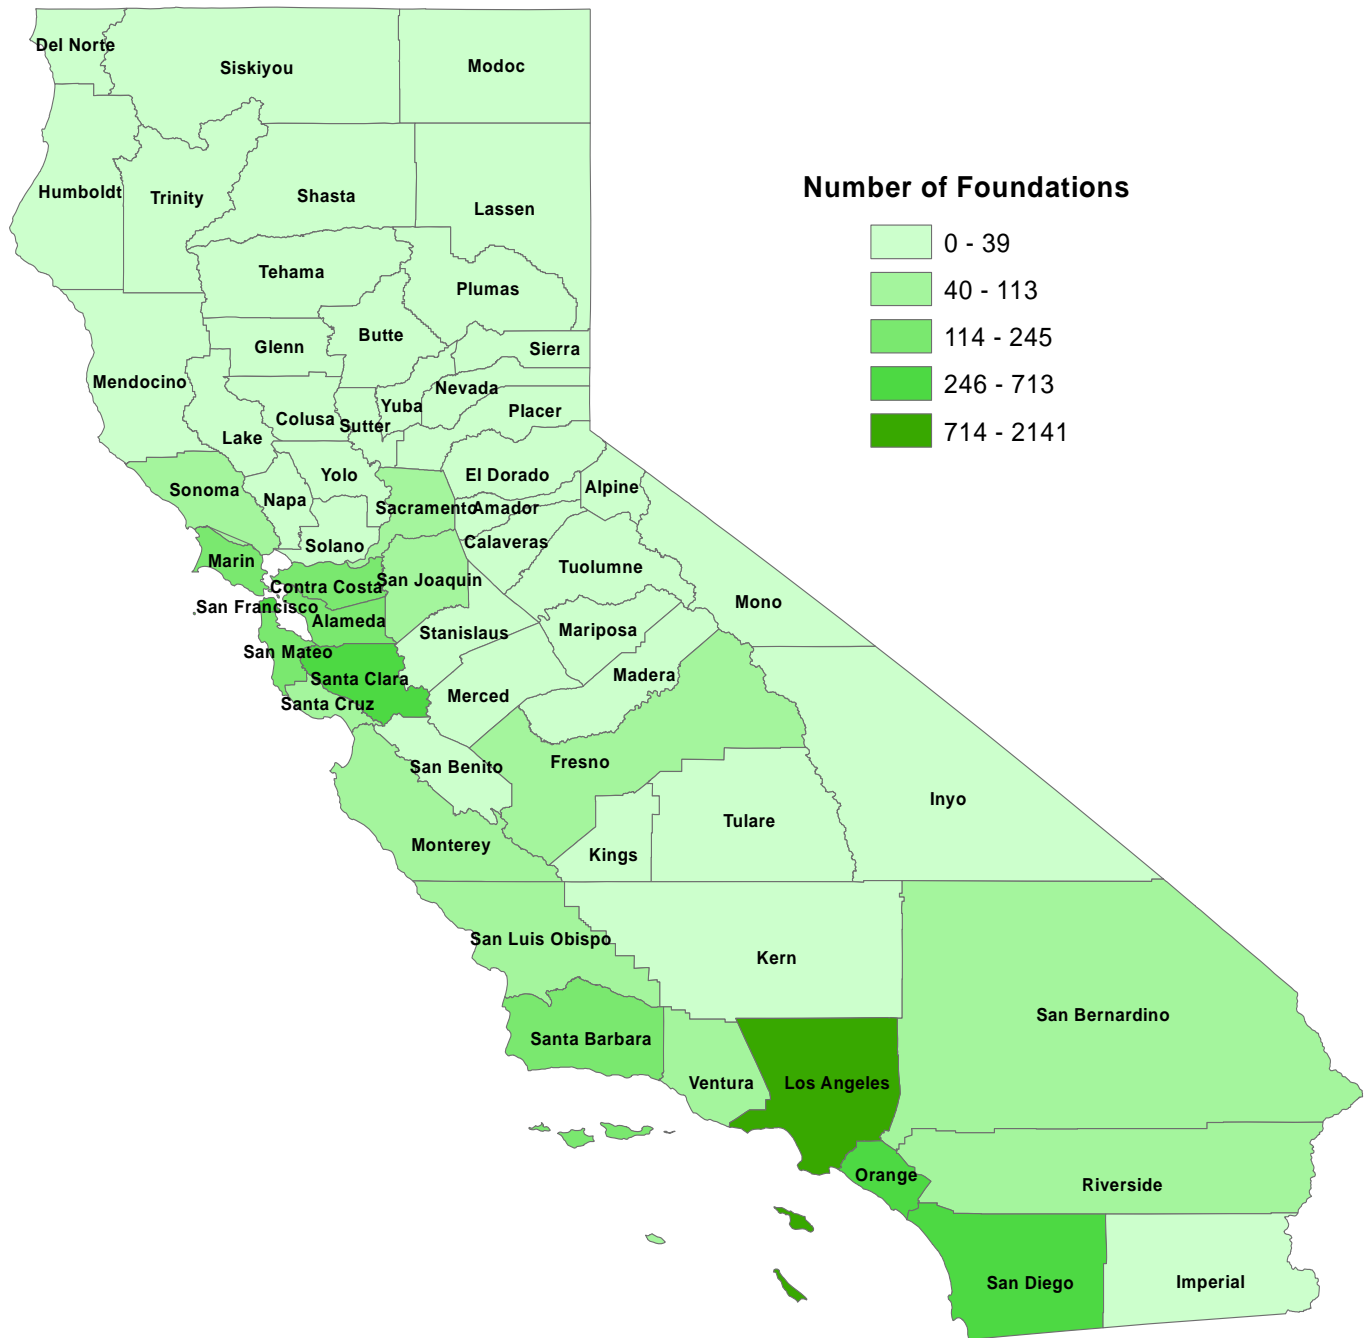 Del Norte
Siskiyou
Modoc
Humboldt
Trinity
Shasta
Lassen
Number of Foundations
0 - 39
40 - 113
114 - 245
246 - 713
714 - 2141
Tehama
Plumas
Butte
Glenn
Sierra
Mendocino
Nevada
Colusa
Yuba
Placer
Sutter
Lake
Yolo
El Dorado
Sonoma
Napa
Alpine
Sacramento
Amador
Solano
Calaveras
Marin
Tuolumne
Contra Costa
San Joaquin
San Francisco
Mono
Alameda
Stanislaus
Mariposa
San Mateo
Santa Clara
Madera
Merced
Santa Cruz
San Benito
Fresno
Inyo
Tulare
Monterey
Kings
San Luis Obispo
Kern
San Bernardino
Santa Barbara
Ventura
Los Angeles
Orange
Riverside
San Diego
Imperial